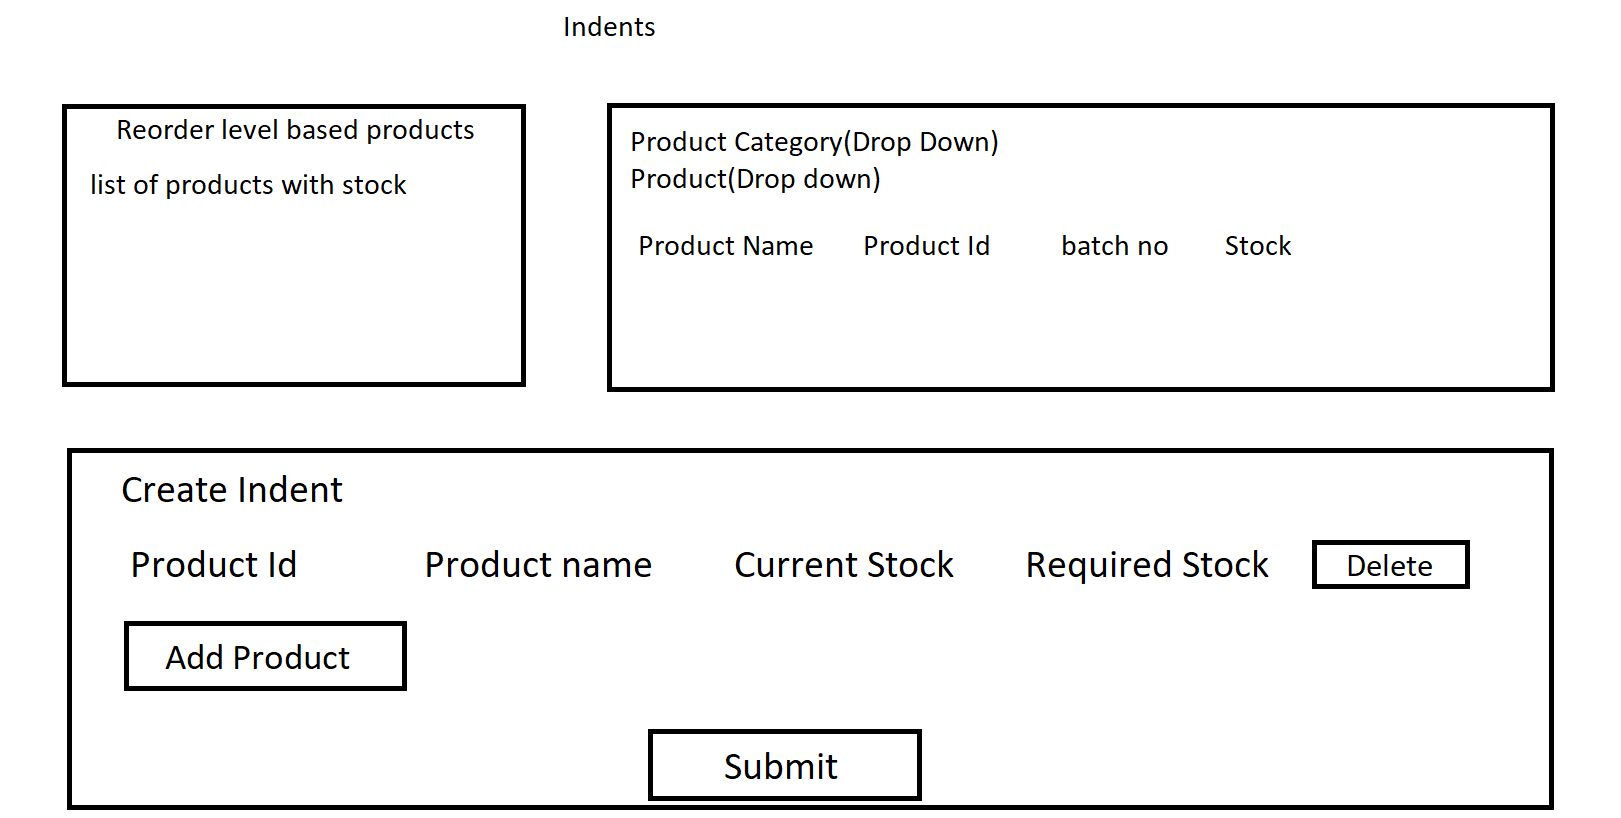 Indents
Reorder level based products
list of products with stock
Product Category(Drop Down)
Product(Drop down)
Product Name Product Id batch no Stock
Create Indent
Product Id Product name Current Stock Required Stock Delete
Add Product
Submit